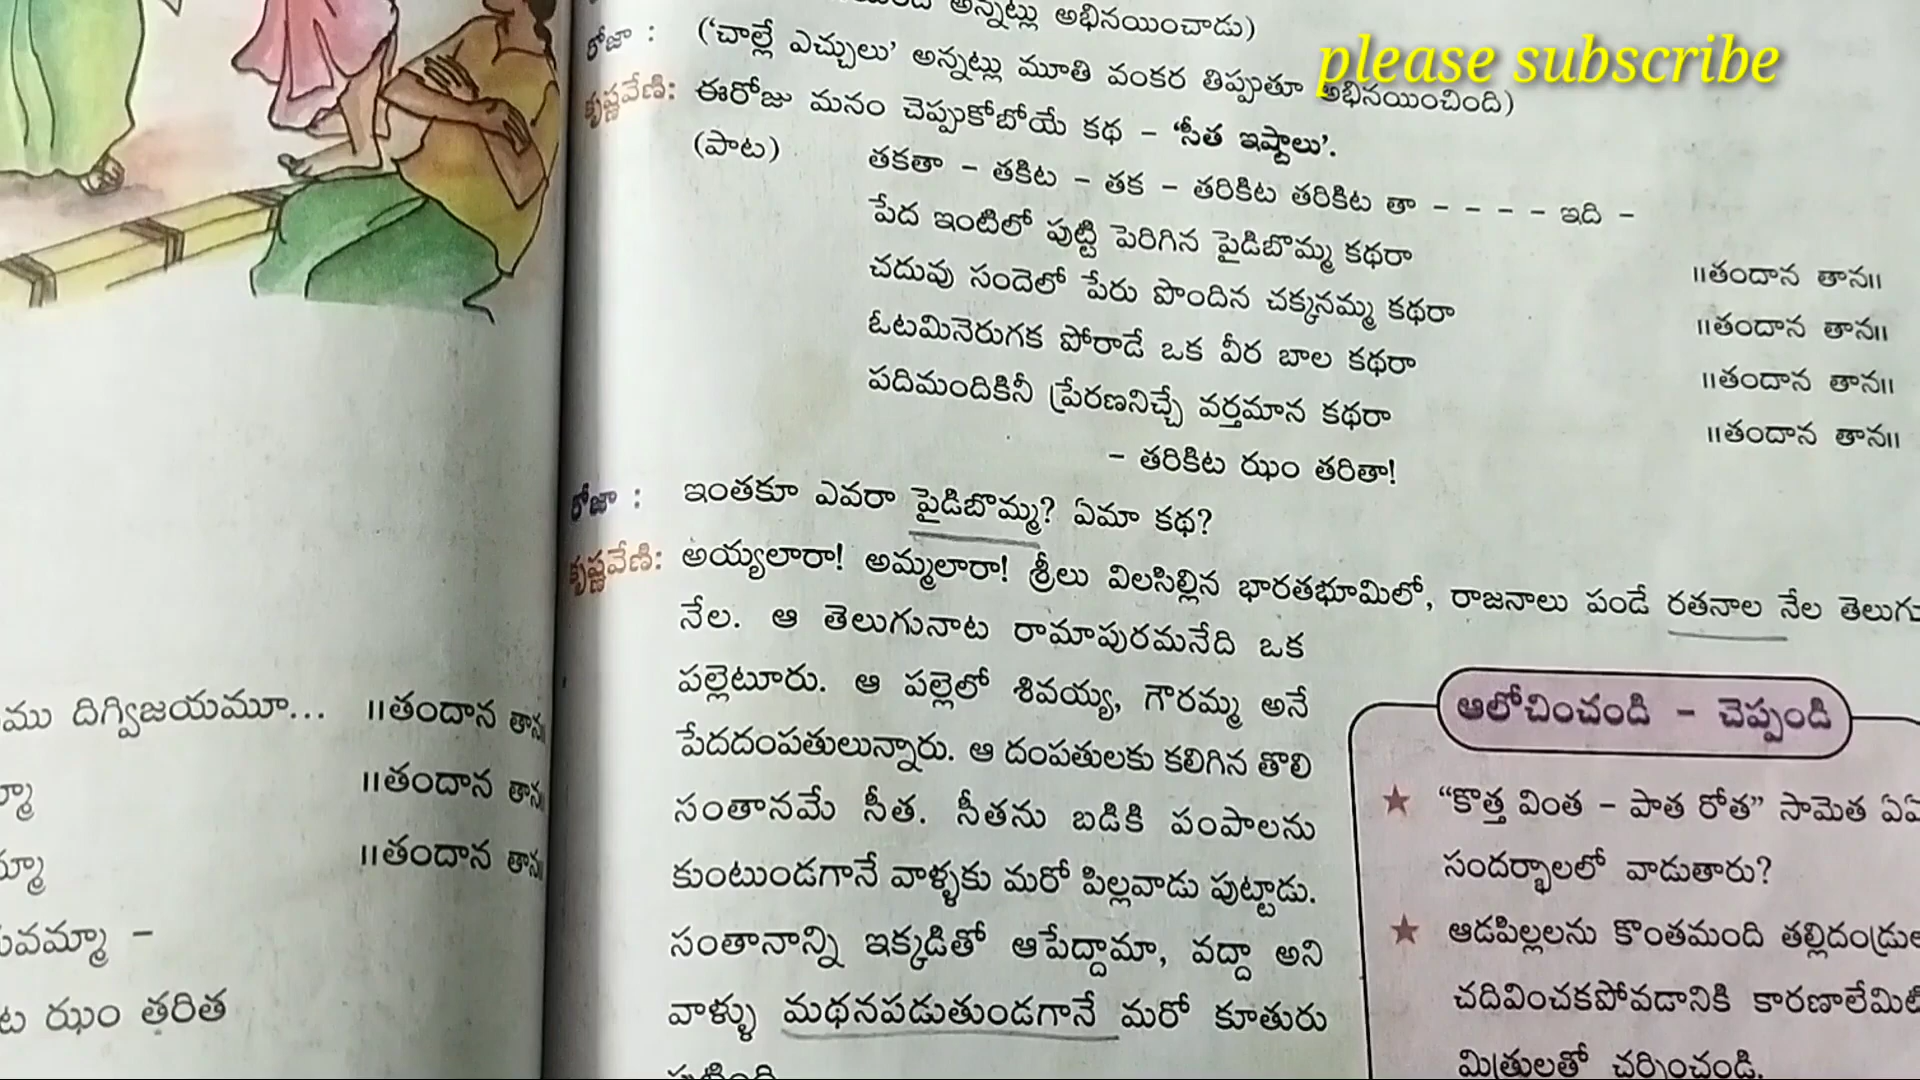 అన్నట్లు అభినయించాడు)
please subscribe
రోజా : ('చాల్లే ఎచ్చులు' అన్నట్లు మూతి వంకర తిప్పుతూ అభినయించింది)
కృష్ణవేణి: ఈరోజు మనం చెప్పుకోబోయే కథ – 'సీత ఇష్టాలు'.
(పాట) తకతా – తకిట – తక – తరికిట తరికిట తా – – – – ఇది –
పేద ఇంటిలో పుట్టి పెరిగిన పైడిబొమ్మ కథరా ॥తందాన తాన॥
చదువు సందెలో పేరు పొందిన చక్కనమ్మ కథరా ॥తందాన తాన॥
ఓటమినెరుగక పోరాడే ఒక వీర బాల కథరా ॥తందాన తాన॥
పదిమందికినీ ప్రేరణనిచ్చే వర్తమాన కథరా ॥తందాన తాన॥
– తరికిట ఝం తరితా!
రోజా : ఇంతకూ ఎవరా పైడిబొమ్మ? ఏమా కథ?
కృష్ణవేణి: అయ్యలారా! అమ్మలారా! శ్రీలు విలసిల్లిన భారతభూమిలో, రాజనాలు పండే రతనాల నేల తెలుగు
నేల. ఆ తెలుగునాట రామాపురమనేది ఒక
పల్లెటూరు. ఆ పల్లెలో శివయ్య, గౌరమ్మ అనే
పేదదంపతులున్నారు. ఆ దంపతులకు కలిగిన తొలి
సంతానమే సీత. సీతను బడికి పంపాలను
కుంటుండగానే వాళ్ళకు మరో పిల్లవాడు పుట్టాడు.
సంతానాన్ని ఇక్కడితో ఆపేద్దామా, వద్దా అని
వాళ్ళు మథనపడుతుండగానే మరో కూతురు
ఆలోచించండి – చెప్పండి
★ "కొత్త వింత – పాత రోత" సామెత
సందర్భాలలో వాడుతారు?
★ ఆడపిల్లలను కొంతమంది
చదివించకపోవడానికి
మిత్రులతో చర్చించండి.
దిగ్విజయమూ... ॥తందాన తాన
॥తందాన తాన
॥తందాన తాన
ఝం తరిత